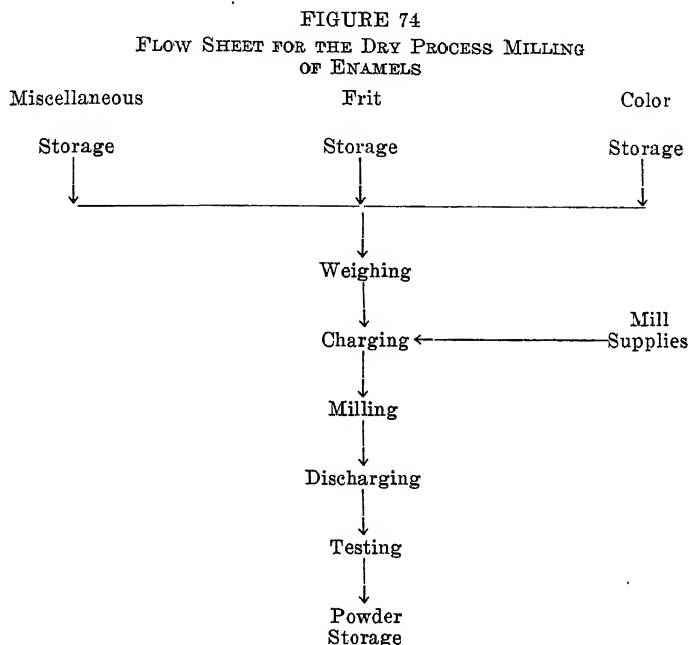 FIGURE 74
FLOW SHEET FOR THE DRY PROCESS MILLING
OF ENAMELS
Miscellaneous Frit Color
Storage Storage Storage
Weighing
Mill
Charging Supplies
Milling
Discharging
Testing
Powder
Storage